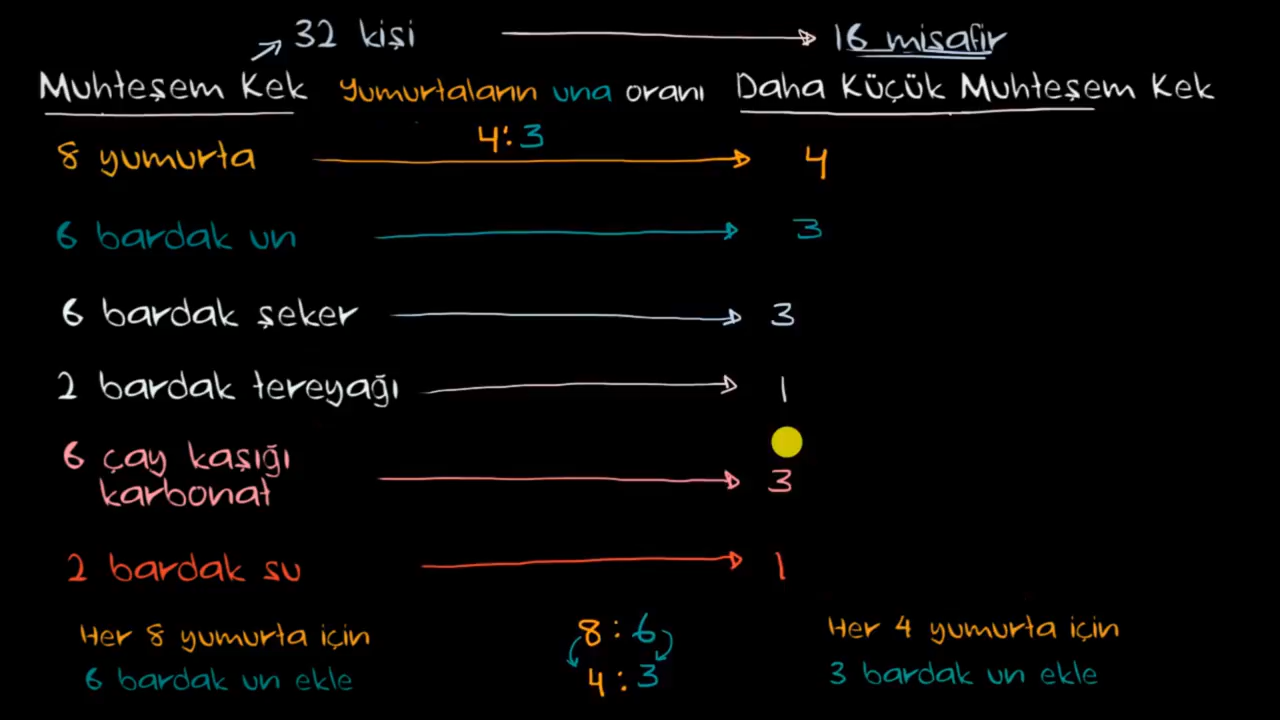 32 kişi 16 misafir
Muhteşem Kek Yumurtaların una oranı Daha Küçük Muhteşem Kek
4:3
8 yumurta 4
6 bardak un 3
6 bardak şeker 3
2 bardak tereyağı 1
6 çay kaşığı
karbonat 3
2 bardak su 1
Her 8 yumurta için 8:6 Her 4 yumurta için
6 bardak un ekle 4:3 3 bardak un ekle